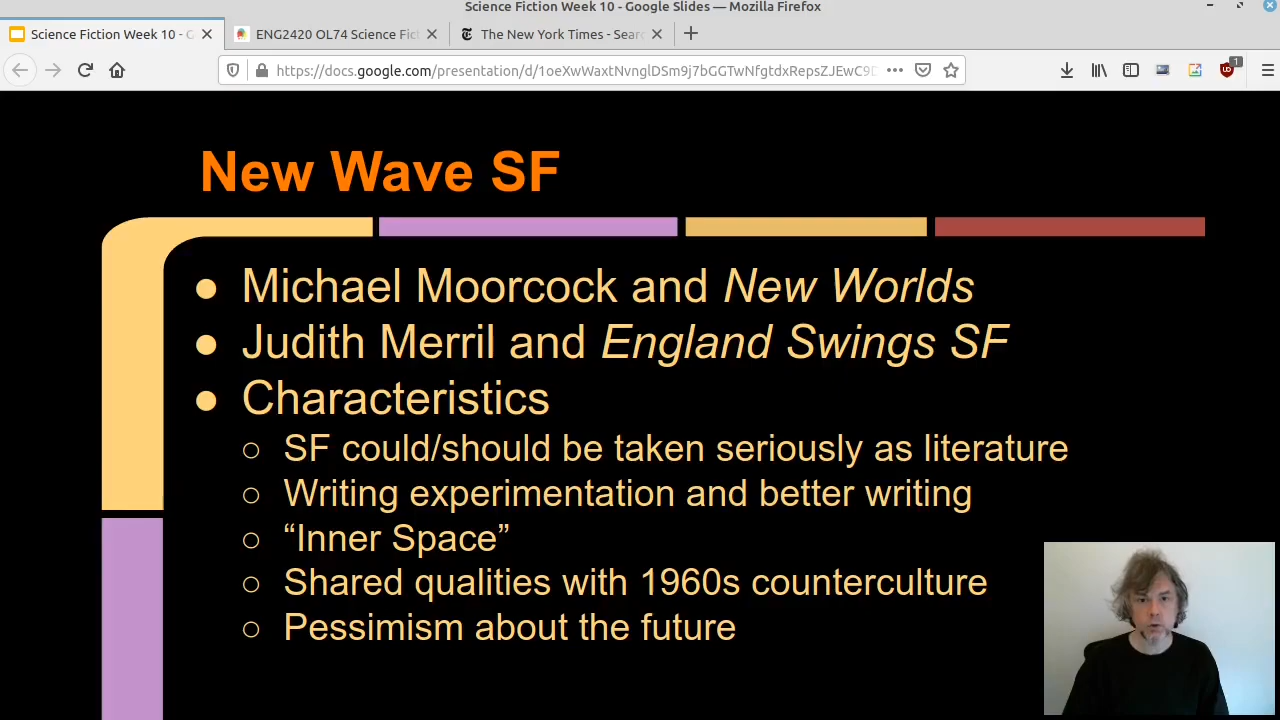 Science Fiction Week 10 - Google Slides — Mozilla Firefox
Science Fiction Week 10 - G
ENG2420 OL74 Science Fic
The New York Times - Sear
https://docs.google.com/presentation/d/1oeXwWaxtNvnglDSm9j7bGGTwNfgtdxRepsZJEwC9D
1
New Wave SF
● Michael Moorcock and New Worlds
● Judith Merril and England Swings SF
● Characteristics
○ SF could/should be taken seriously as literature
○ Writing experimentation and better writing
○ “Inner Space”
○ Shared qualities with 1960s counterculture
○ Pessimism about the future